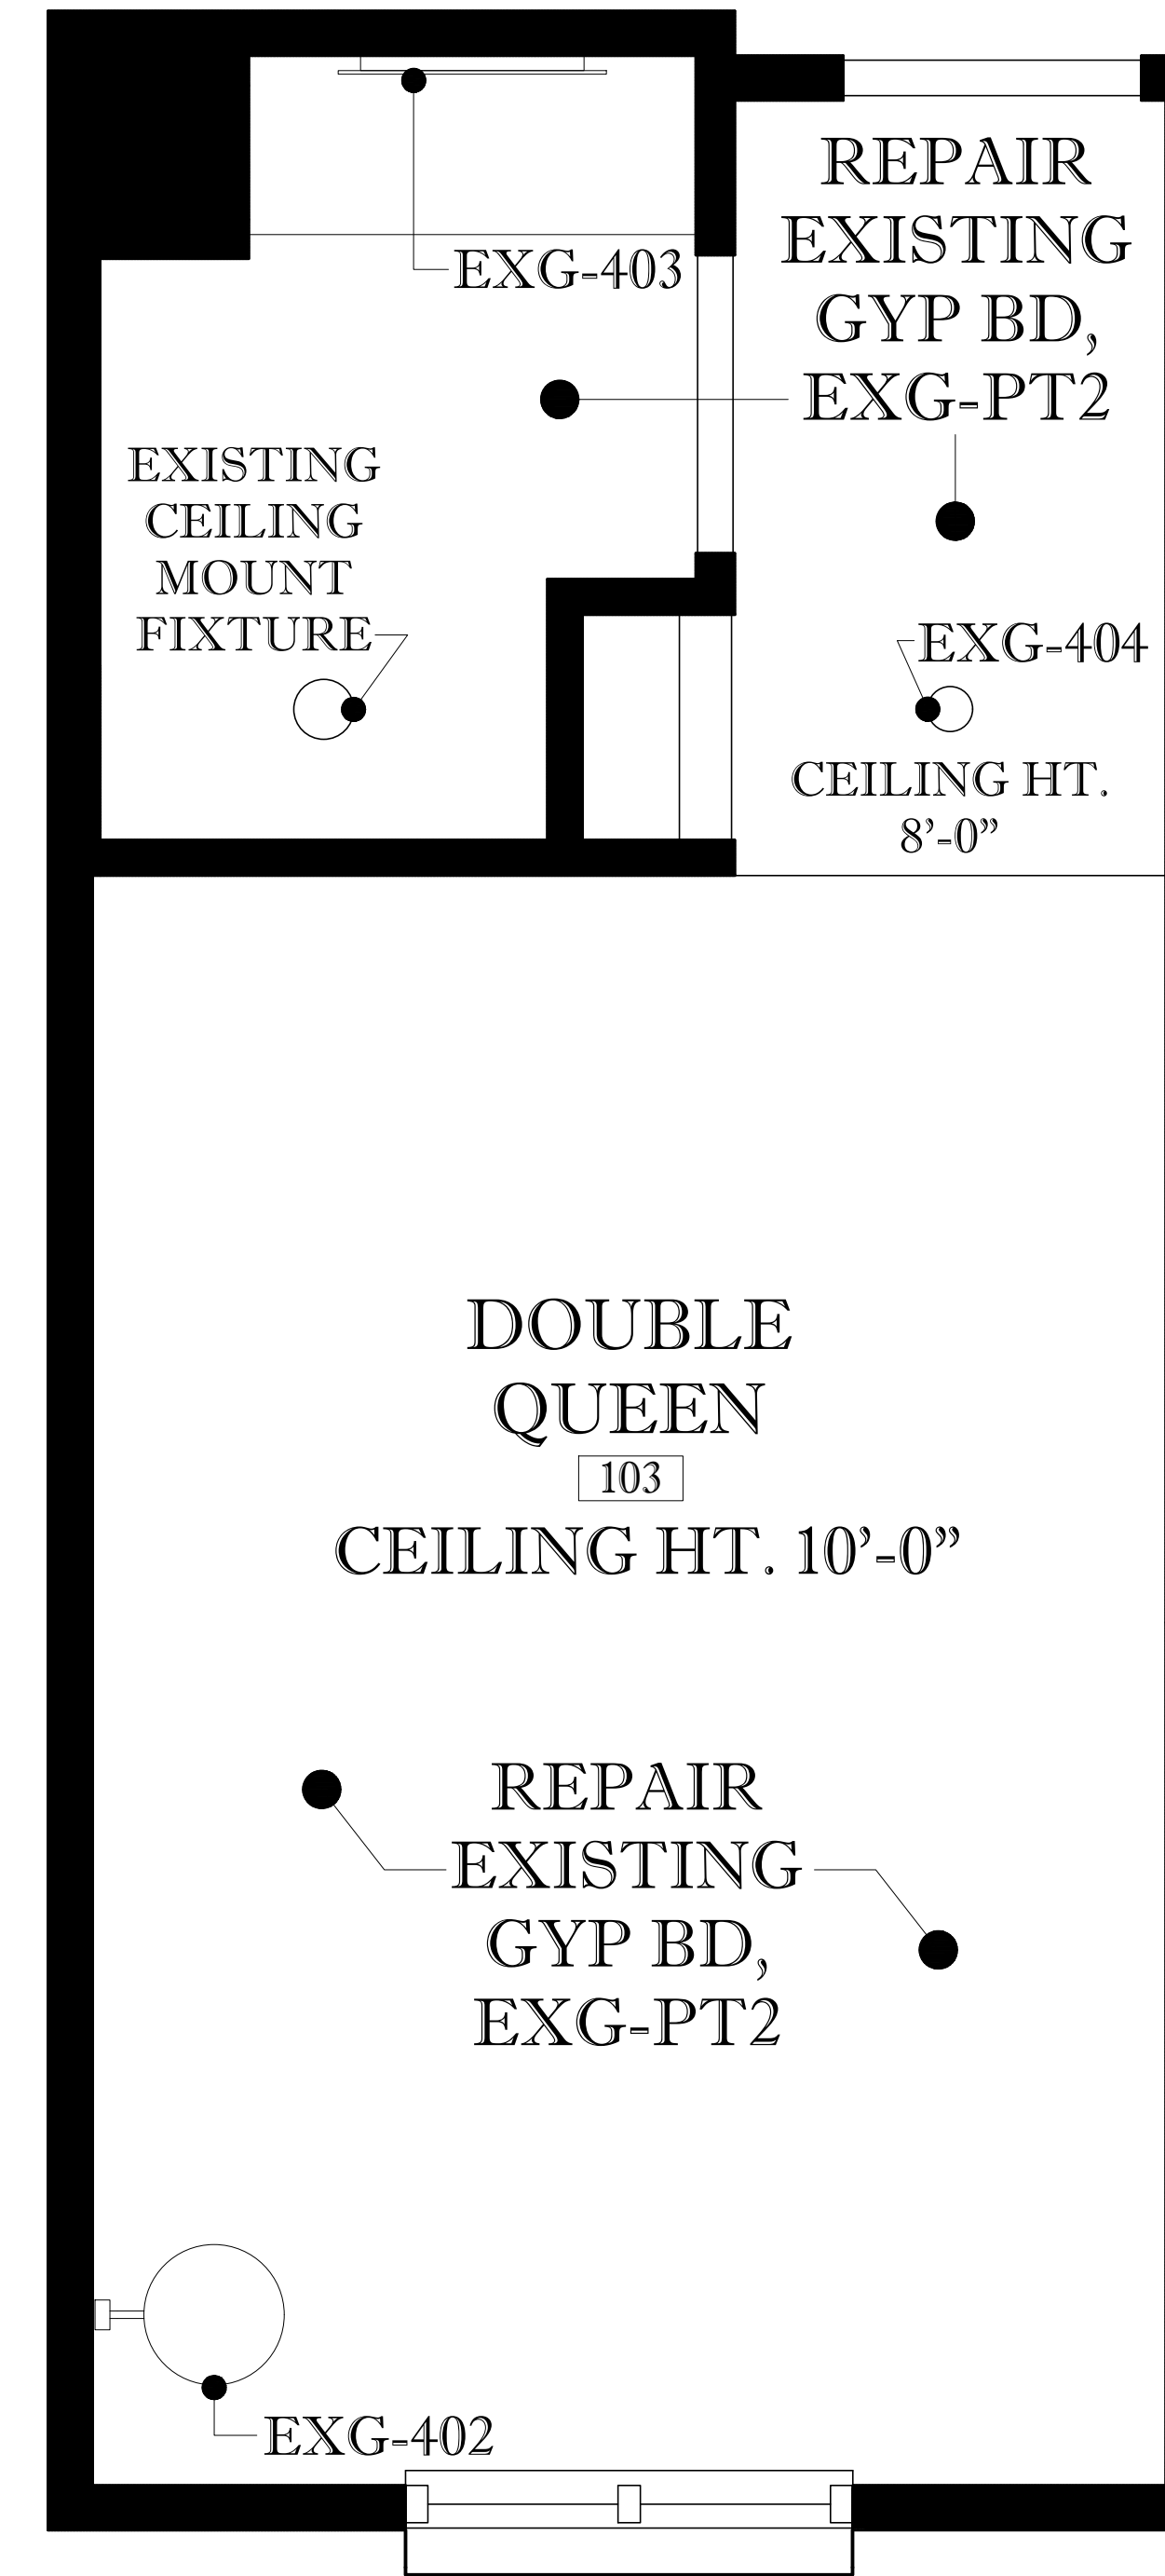 REPAIR
EXISTING
GYP BD,
EXG-PT2
EXG-403
EXISTING
CEILING
MOUNT
FIXTURE
EXG-404
CEILING HT.
8’-0”
DOUBLE
QUEEN
103
CEILING HT. 10’-0”
REPAIR
EXISTING
GYP BD,
EXG-PT2
EXG-402